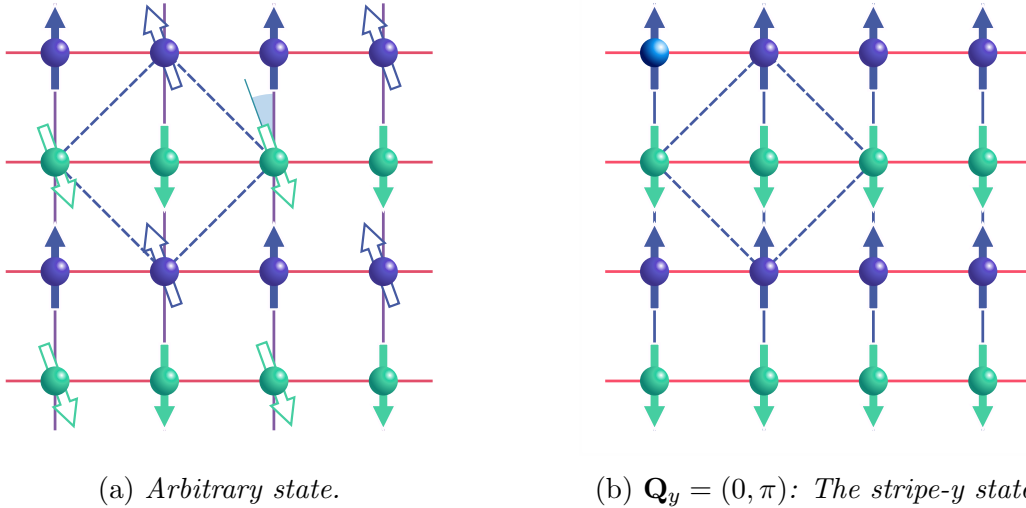 (a) Arbitrary state.
(b) Q_y = (0, π): The stripe-y state